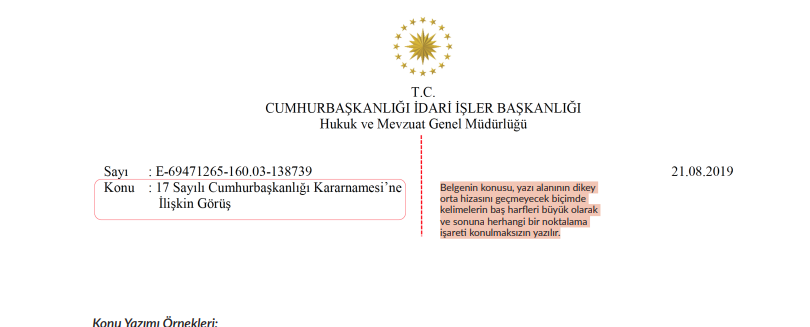 T.C.
CUMHURBAŞKANLIĞI İDARİ İŞLER BAŞKANLIĞI
Hukuk ve Mevzuat Genel Müdürlüğü
Sayı : E-69471265-160.03-138739 21.08.2019
Konu : 17 Sayılı Cumhurbaşkanlığı Kararnamesi’ne
İlişkin Görüş
Belgenin konusu, yazı alanının dikey
orta hizasını geçmeyecek biçimde
kelimelerin baş harfleri büyük olarak
ve sonuna herhangi bir noktalama
işareti konulmaksızın yazılır.
Konu Yazımı Örnekleri: